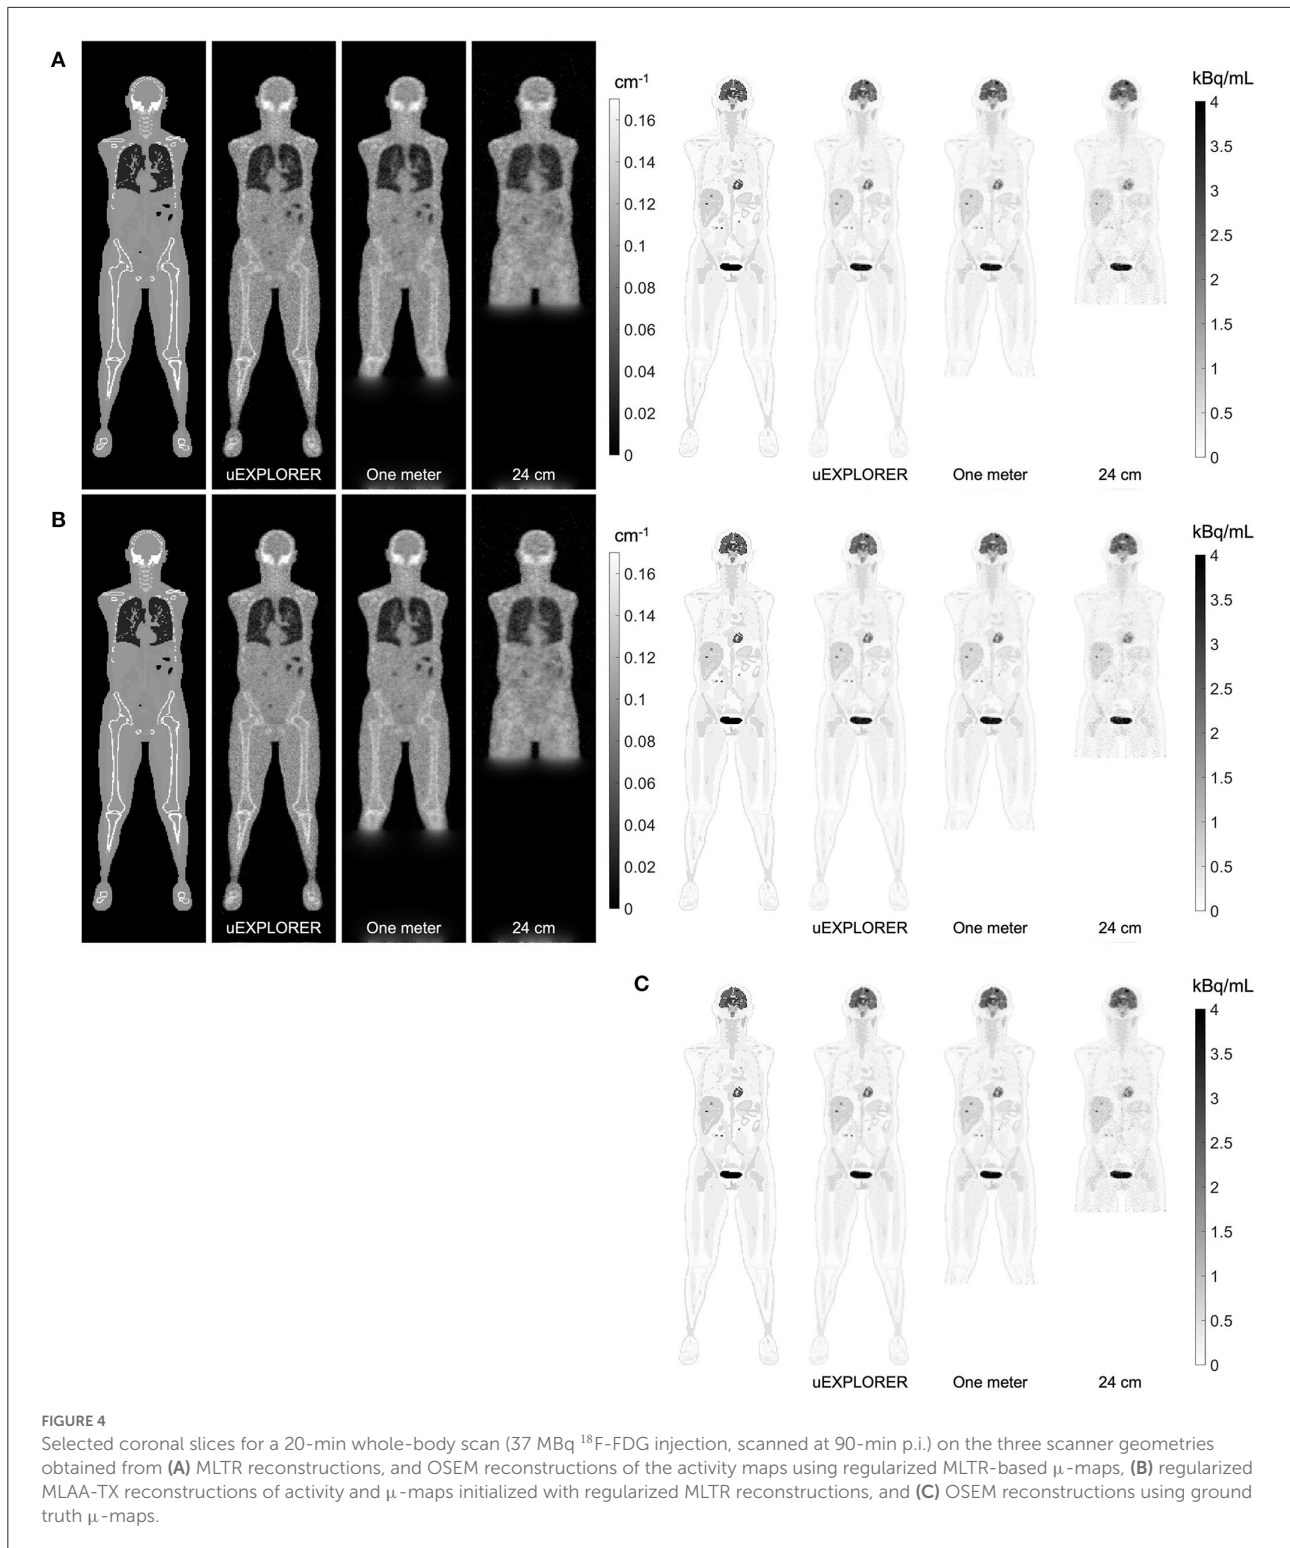 A
cm-1
0.16
0.14
0.12
0.1
0.08
0.06
0.04
0.02
0
uEXPLORER
One meter
24 cm
kBq/mL
4
3.5
3
2.5
2
1.5
1
0.5
0
uEXPLORER
One meter
24 cm
B
cm-1
0.16
0.14
0.12
0.1
0.08
0.06
0.04
0.02
0
uEXPLORER
One meter
24 cm
kBq/mL
4
3.5
3
2.5
2
1.5
1
0.5
0
uEXPLORER
One meter
24 cm
C
kBq/mL
4
3.5
3
2.5
2
1.5
1
0.5
0
uEXPLORER
One meter
24 cm
FIGURE 4
Selected coronal slices for a 20-min whole-body scan (37 MBq 18F-FDG injection, scanned at 90-min p.i.) on the three scanner geometries
obtained from (A) MLTR reconstructions, and OSEM reconstructions of the activity maps using regularized MLTR-based μ-maps, (B) regularized
MLAA-TX reconstructions of activity and μ-maps initialized with regularized MLTR reconstructions, and (C) OSEM reconstructions using ground
truth μ-maps.